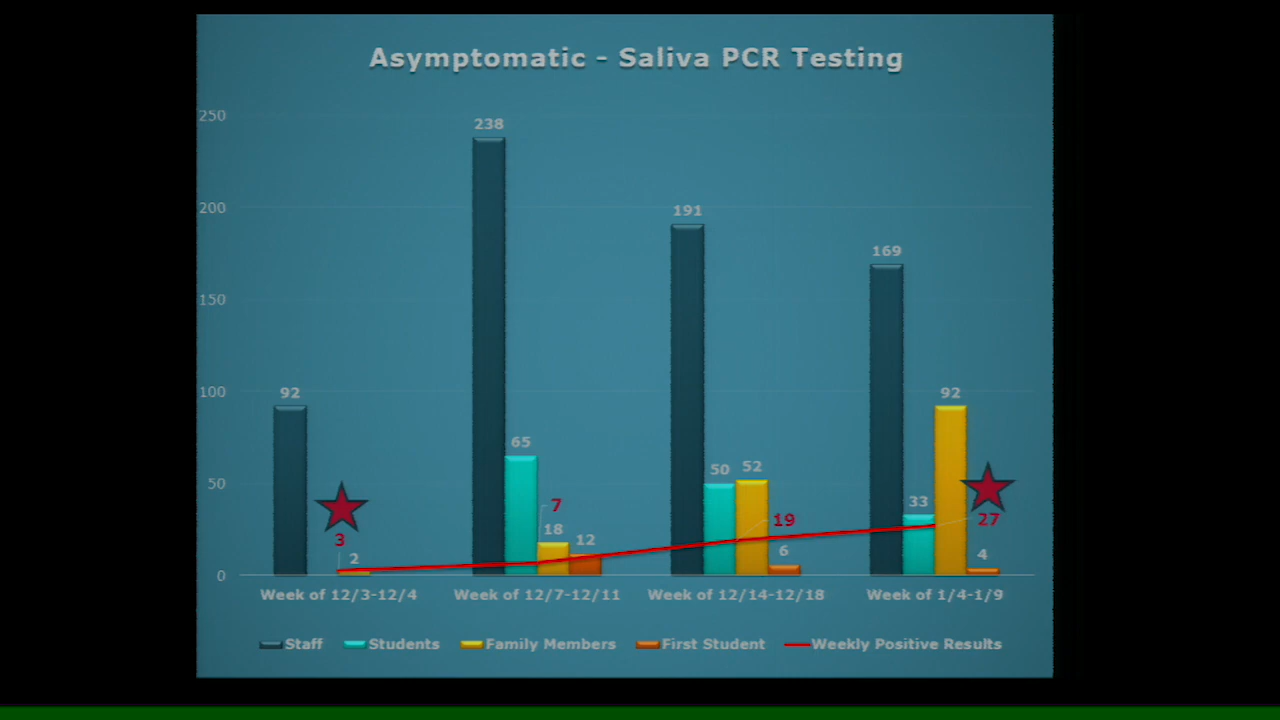 Asymptomatic - Saliva PCR Testing
250
238
200
191
169
150
100
92
92
65
50
50
52
33
3
2
7
18
12
19
6
27
4
0
Week of 12/3-12/4
Week of 12/7-12/11
Week of 12/14-12/18
Week of 1/4-1/9
Staff
Students
Family Members
First Student
Weekly Positive Results